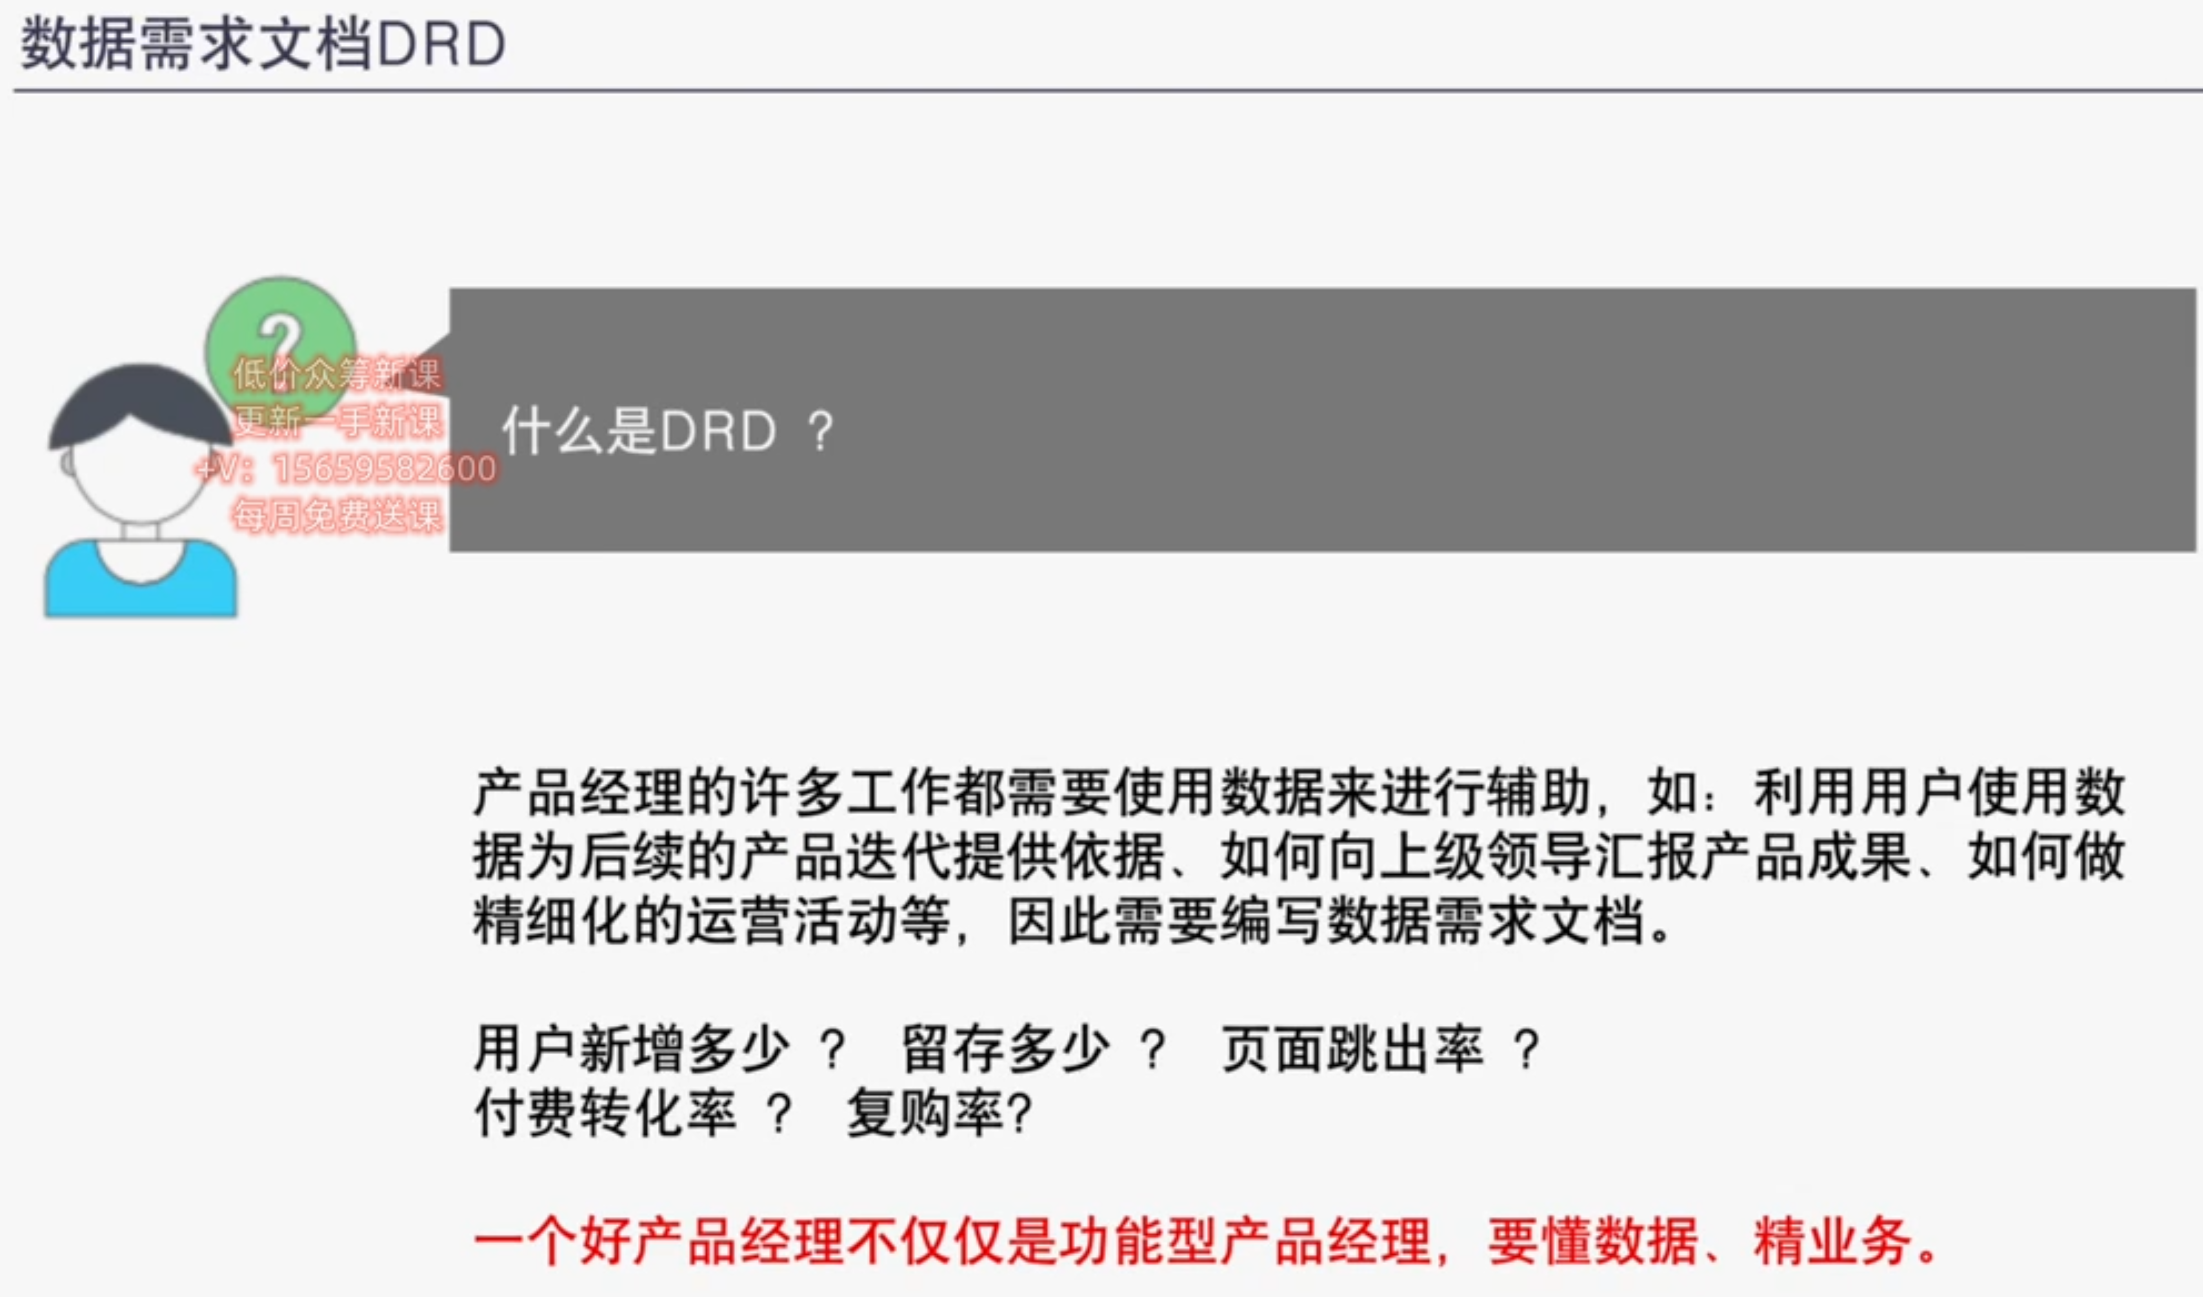 数据需求文档DRD
?
低价众筹新课
更新一手新课
+V：15659582600
每周免费送课
什么是DRD ？
产品经理的许多工作都需要使用数据来进行辅助，如：利用用户使用数
据为后续的产品迭代提供依据、如何向上级领导汇报产品成果、如何做
精细化的运营活动等，因此需要编写数据需求文档。
用户新增多少 ？ 留存多少 ？ 页面跳出率 ？
付费转化率 ？ 复购率?
一个好产品经理不仅仅是功能型产品经理，要懂数据、精业务。